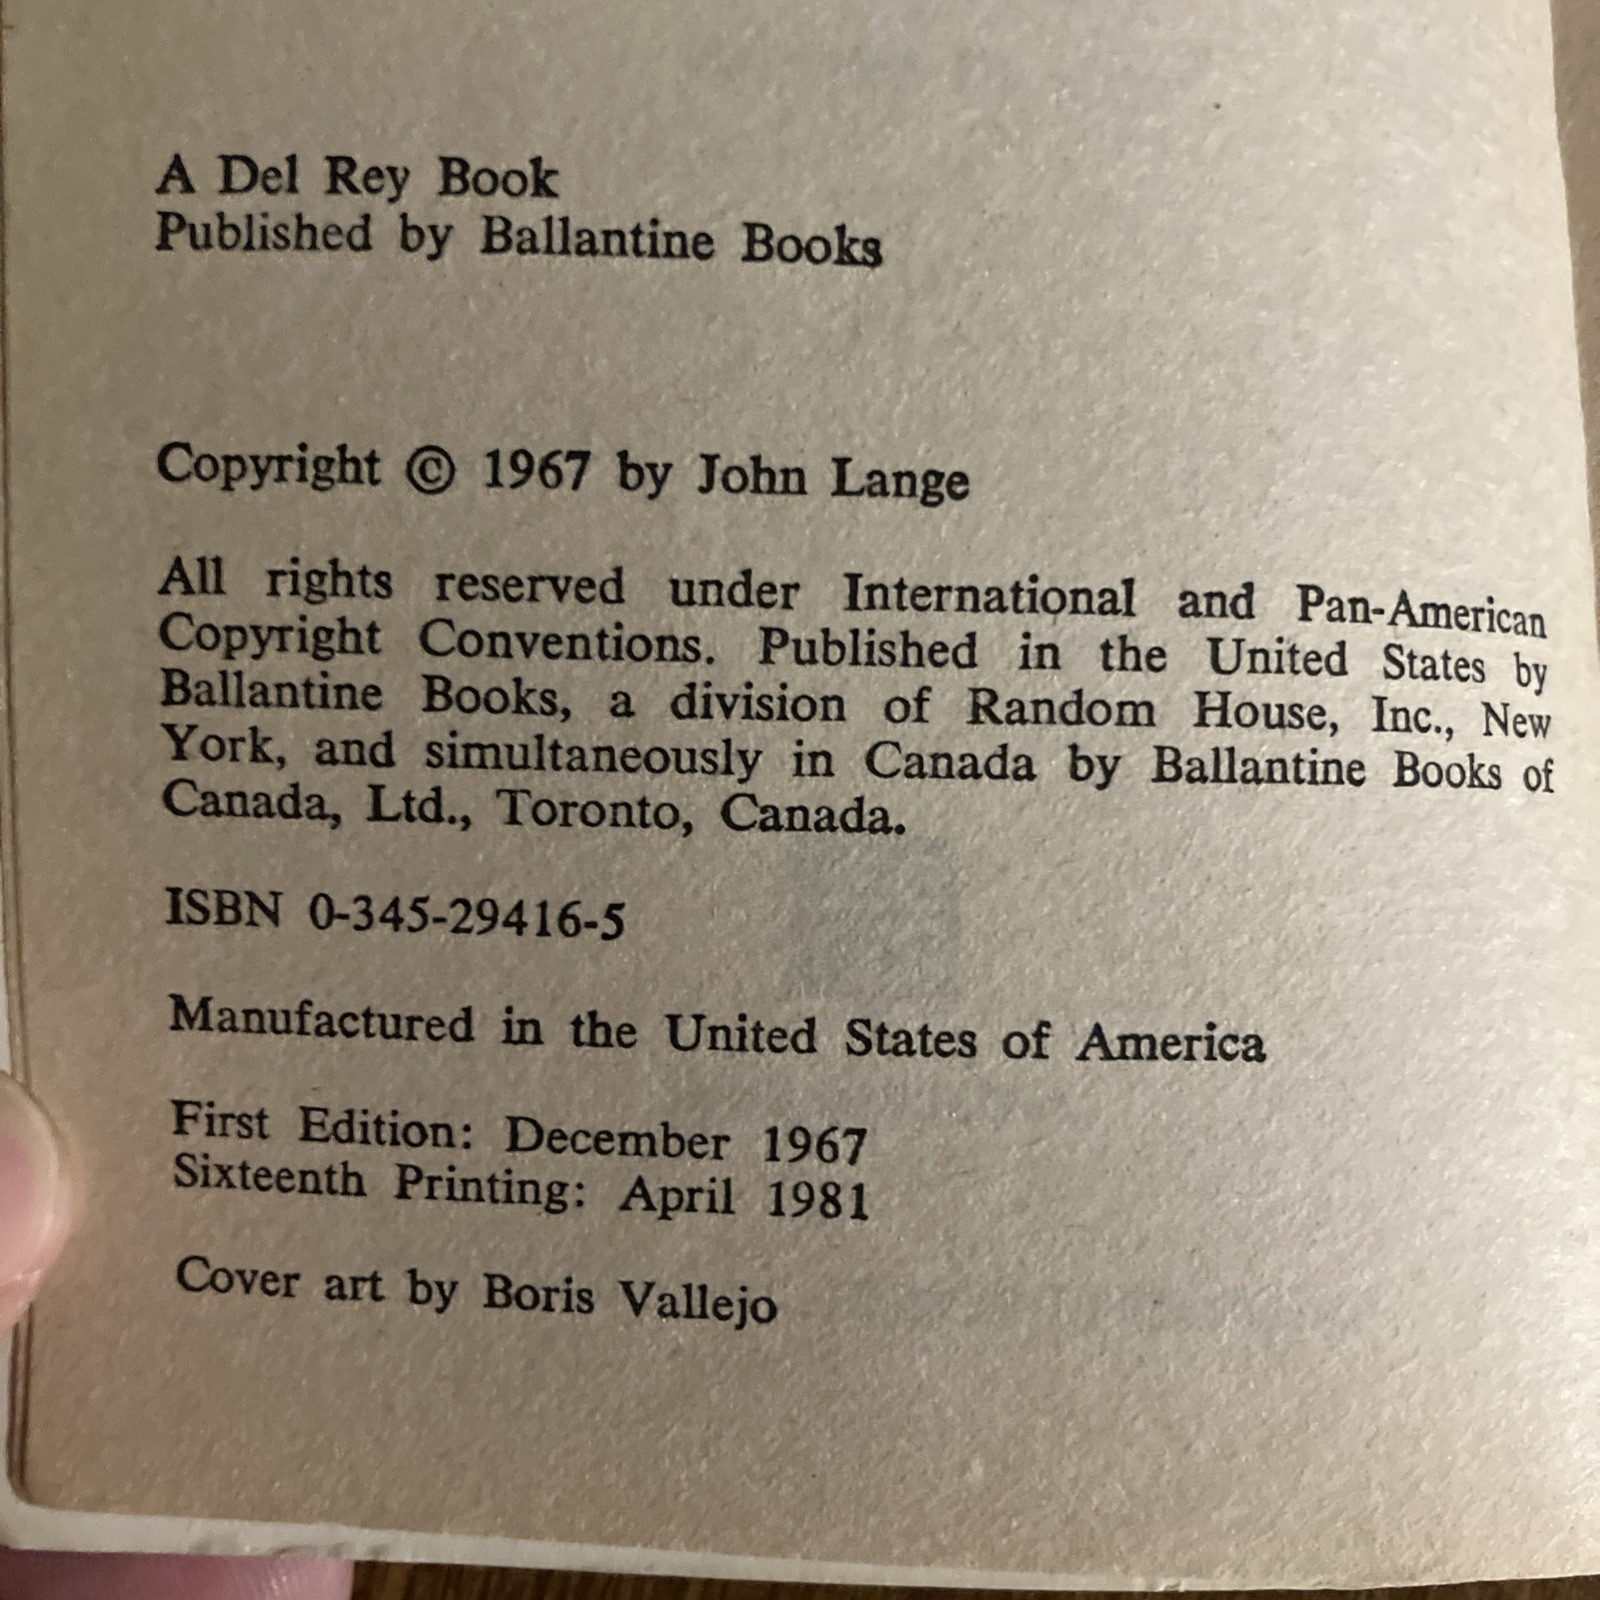 A Del Rey Book
Published by Ballantine Books
Copyright © 1967 by John Lange
All rights reserved under International and Pan-American
Copyright Conventions. Published in the United States by
Ballantine Books, a division of Random House, Inc., New
York, and simultaneously in Canada by Ballantine Books of
Canada, Ltd., Toronto, Canada.
ISBN 0-345-29416-5
Manufactured in the United States of America
First Edition: December 1967
Sixteenth Printing: April 1981
Cover art by Boris Vallejo